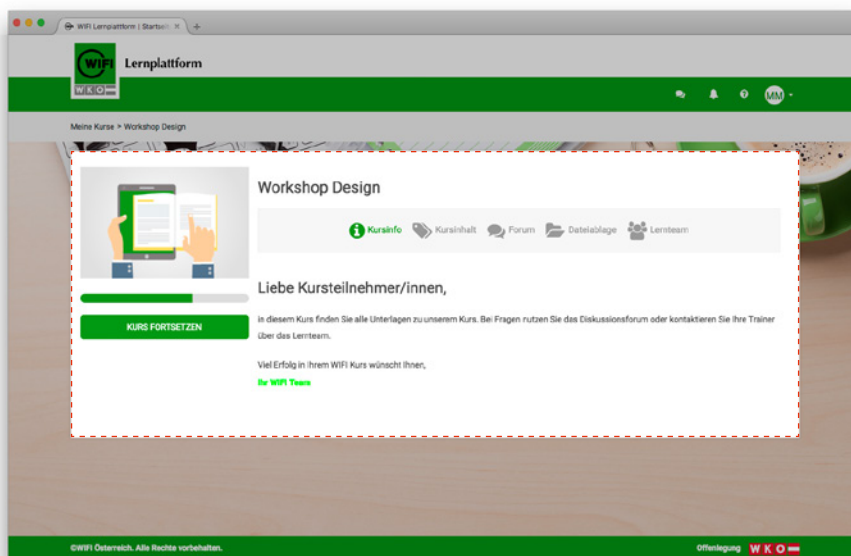 WIFI Lernplattform | Startseit
WIFI Lernplattform
WKO
MM
Meine Kurse > Workshop Design
Workshop Design
Kursinfo Kursinhalt Forum Dateiablage Lernteam
Liebe Kursteilnehmer/innen,
KURS FORTSETZEN
in diesem Kurs finden Sie alle Unterlagen zu unserem Kurs. Bei Fragen nutzen Sie das Diskussionsforum oder kontaktieren Sie Ihre Trainer
über das Lernteam.
Viel Erfolg in Ihrem WIFI Kurs wünscht Ihnen,
Ihr WIFI Team
©WIFI Österreich. Alle Rechte vorbehalten.
Offenlegung WKO